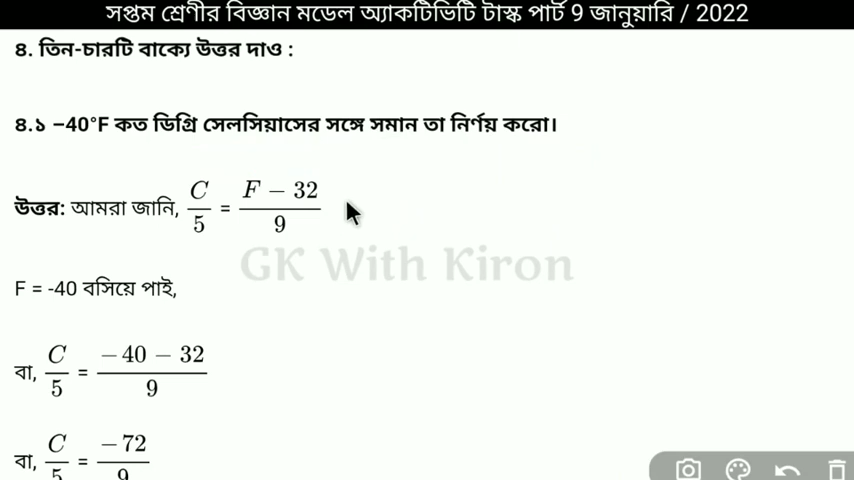 সপ্তম শ্রেণীর বিজ্ঞান মডেল অ্যাকটিভিটি টাস্ক পার্ট 9 জানুয়ারি / 2022
৪. তিন-চারটি বাক্যে উত্তর দাও :
৪.১ −40°F কত ডিগ্রি সেলসিয়াসের সঙ্গে সমান তা নির্ণয় করো।
উত্তর: আমরা জানি, C/5 = F − 32/9
GK With Kiron
F = -40 বসিয়ে পাই,
বা, C/5 = −40 − 32/9
বা, C/5 = −72/9